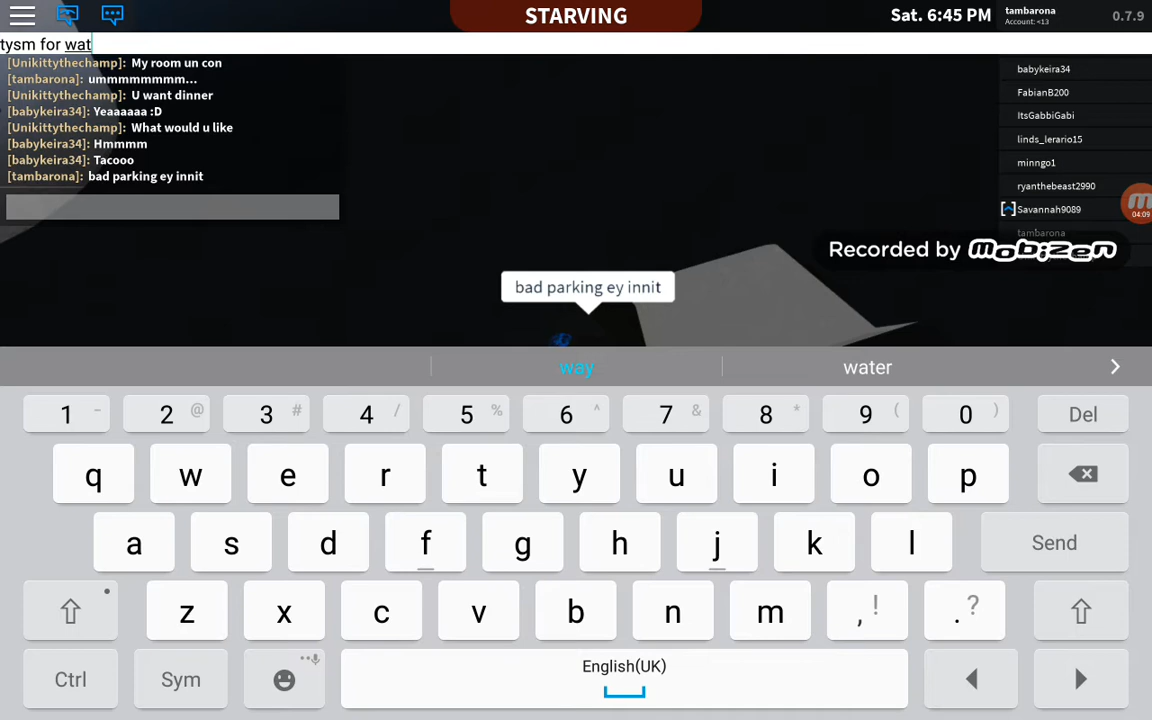 STARVING
Sat. 6:45 PM
tambarona
Account: <13
0.7.9
tysm for wat
[Unikittythechamp]: My room un con
[tambarona]: ummmmmmmm...
[Unikittythechamp]: U want dinner
[babykeira34]: Yeaaaaaa :D
[Unikittythechamp]: What would u like
[babykeira34]: Hmmmm
[babykeira34]: Tacooo
[tambarona]: bad parking ey innit
babykeira34
FabianB200
ItsGabbiGabi
linds_lerario15
minngo1
ryanthebeast2990
Savannah9089
tambarona
04:09
Recorded by Mobizen
bad parking ey innit
way water
1 - 2 @ 3 # 4 / 5 % 6 ^ 7 & 8 * 9 ( 0 ) Del
q w e r t y u i o p
a s d f g h j k l Send
z x c v b n m , ! . ?
Ctrl Sym English(UK)